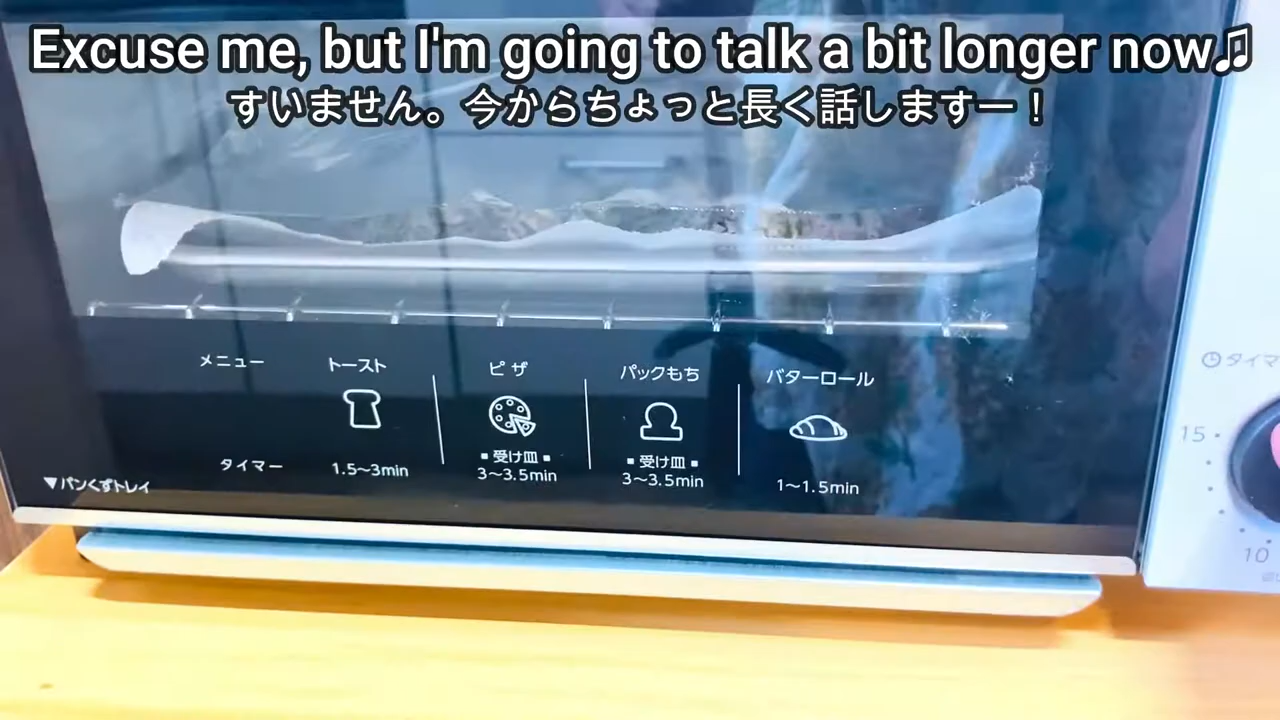 Excuse me, but I'm going to talk a bit longer now♫
すいません。今からちょっと長く話しますー！
メニュー トースト ピザ パックもち バターロール
タイマー 1.5〜3min ▪受け皿▪ 3〜3.5min ▪受け皿▪ 3〜3.5min 1〜1.5min
▼パンくずトレイ
タイマ
15
10